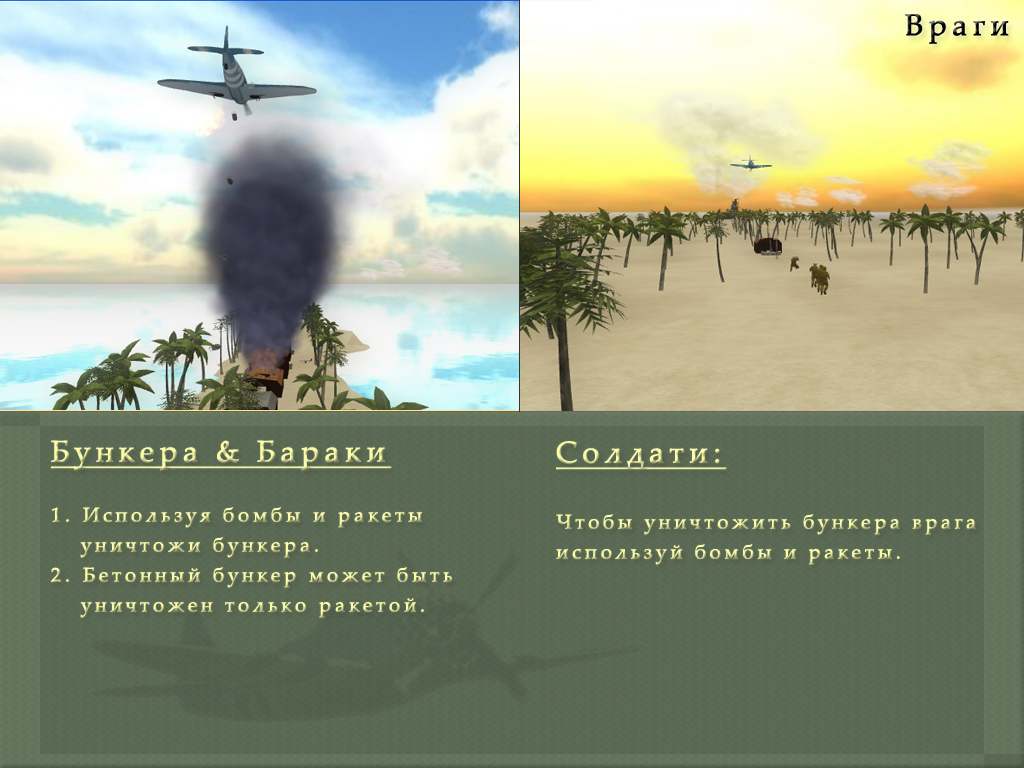 Враги
Бункера & Бараки
1. Используя бомбы и ракеты
уничтожи бункера.
2. Бетонный бункер может быть
уничтожен только ракетой.
Солдати:
Чтобы уничтожить бункера врага
используй бомбы и ракеты.